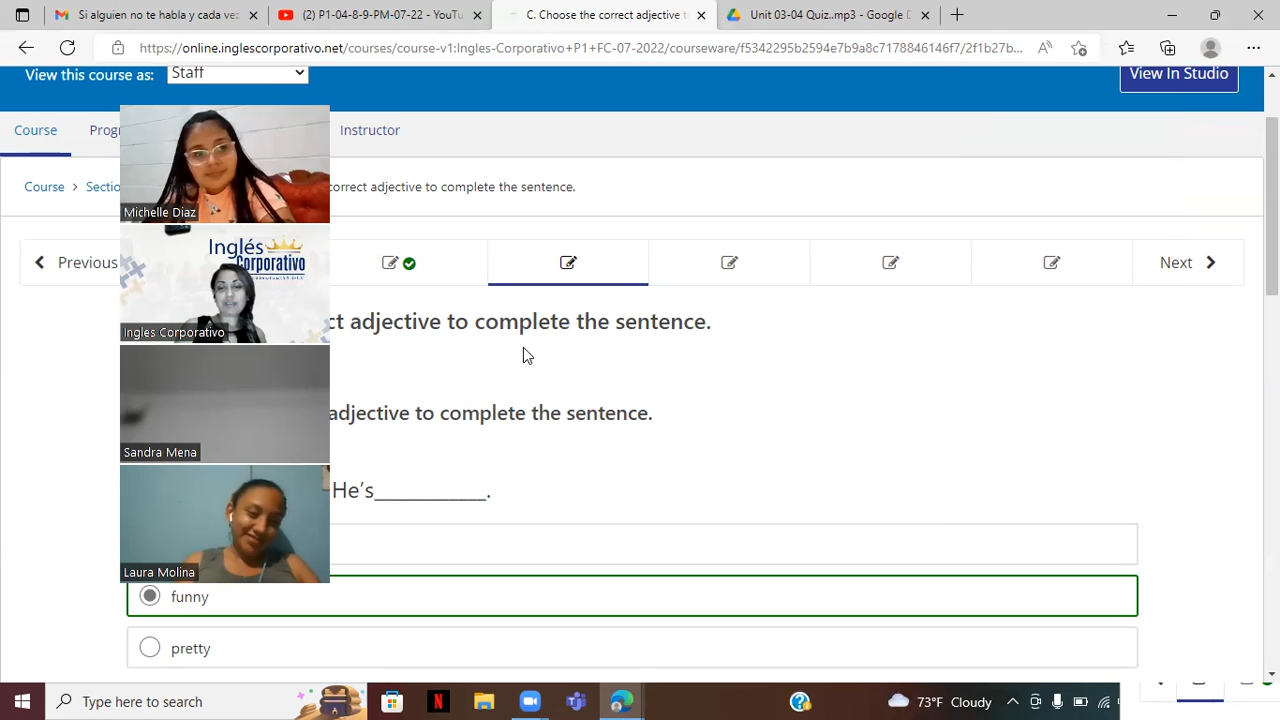 Si alguien no te habla y cada vez
(2) P1-04-8-9-PM-07-22 - YouTu
C. Choose the correct adjective to
Unit 03-04 Quiz..mp3 - Google D
https://online.inglescorporativo.net/courses/course-v1:Ingles-Corporativo+P1+FC-07-2022/courseware/f5342295b25f4e7b9a8c7178846146f7/2f1b27b...
View this course as:
Staff
View In Studio
Course
Progr
Instructor
Course > Sectio
orrect adjective to complete the sentence.
Michelle Diaz
Previous
Next
Inglés
Corporativo
Ingles Corporativo
ct adjective to complete the sentence.
adjective to complete the sentence.
Sandra Mena
He's__________.
Laura Molina
funny
pretty
Type here to search
73°F Cloudy